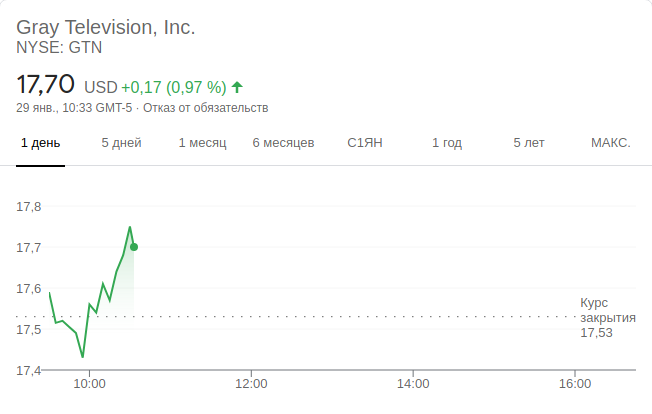 Gray Television, Inc.
NYSE: GTN
17,70 USD +0,17 (0,97 %)
29 янв., 10:33 GMT-5 · Отказ от обязательств
1 день 5 дней 1 месяц 6 месяцев С1ЯН 1 год 5 лет МАКС.
17,8
17,7
17,6
17,5
17,4
Курс
закрытия
17,53
10:00 12:00 14:00 16:00